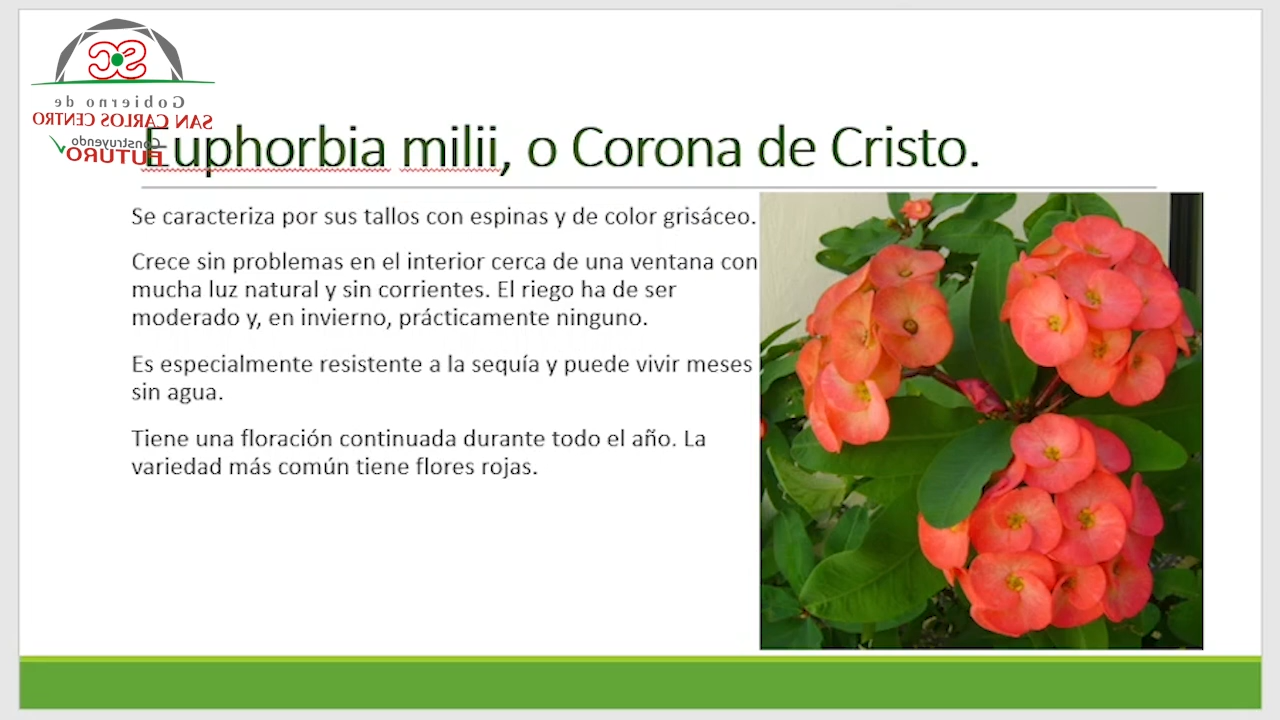 Gobierno de
SAN CARLOS CENTRO
Construyendo
FUTURO
Euphorbia milii, o Corona de Cristo.
Se caracteriza por sus tallos con espinas y de color grisáceo.
Crece sin problemas en el interior cerca de una ventana con
mucha luz natural y sin corrientes. El riego ha de ser
moderado y, en invierno, prácticamente ninguno.
Es especialmente resistente a la sequía y puede vivir meses
sin agua.
Tiene una floración continuada durante todo el año. La
variedad más común tiene flores rojas.